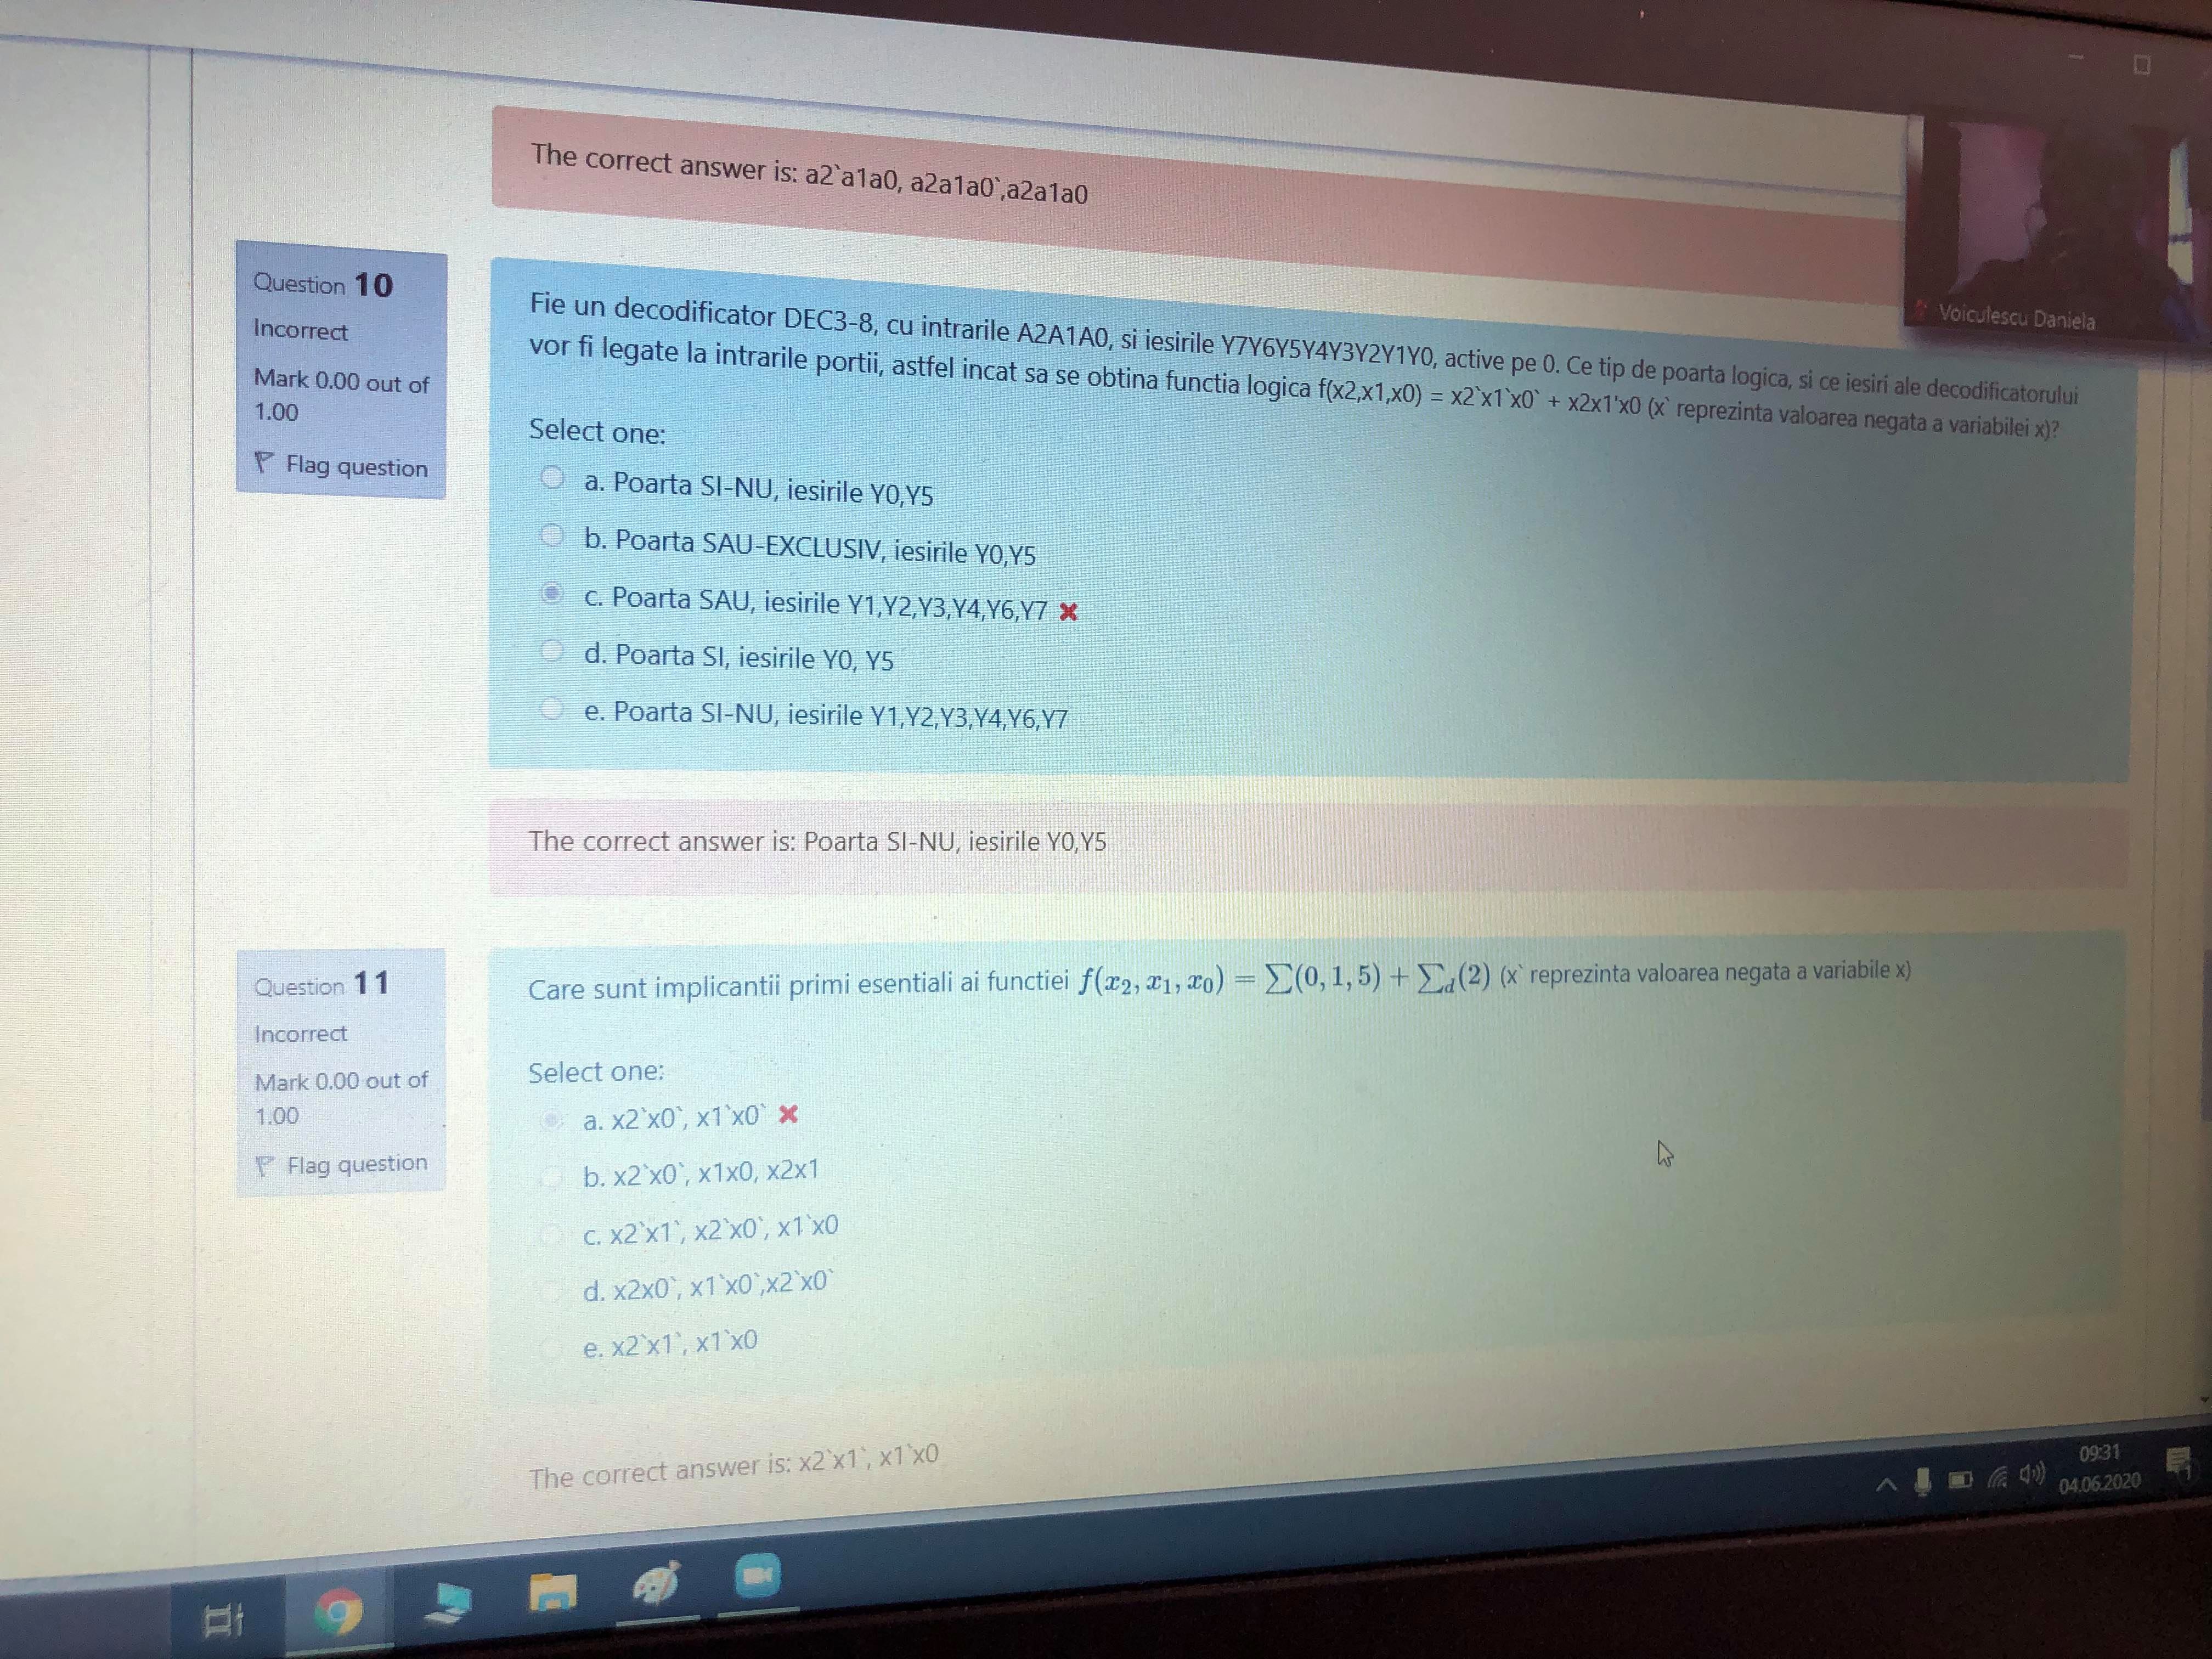 The correct answer is: a2`a1a0, a2a1a0`,a2a1a0
Voiculescu Daniela
Question 10
Incorrect
Mark 0.00 out of
1.00
Flag question
Fie un decodificator DEC3-8, cu intrarile A2A1A0, si iesirile Y7Y6Y5Y4Y3Y2Y1Y0, active pe 0. Ce tip de poarta logica, si ce iesiri ale decodificatorului
vor fi legate la intrarile portii, astfel incat sa se obtina functia logica f(x2,x1,x0) = x2`x1`x0` + x2x1'x0 (x` reprezinta valoarea negata a variabilei x)?
Select one:
a. Poarta SI-NU, iesirile Y0,Y5
b. Poarta SAU-EXCLUSIV, iesirile Y0,Y5
c. Poarta SAU, iesirile Y1,Y2,Y3,Y4,Y6,Y7
d. Poarta SI, iesirile Y0, Y5
e. Poarta SI-NU, iesirile Y1,Y2,Y3,Y4,Y6,Y7
The correct answer is: Poarta SI-NU, iesirile Y0,Y5
Question 11
Incorrect
Mark 0.00 out of
1.00
Flag question
Care sunt implicantii primi esentiali ai functiei f(x₂, x₁, x₀) = ∑(0, 1, 5) + ∑d(2) (x` reprezinta valoarea negata a variabile x)
Select one:
a. x2`x0`, x1`x0`
b. x2`x0`, x1x0, x2x1
c. x2`x1`, x2`x0`, x1`x0
d. x2x0`, x1`x0`,x2`x0`
e. x2`x1`, x1`x0
The correct answer is: x2`x1`, x1`x0
09:31
04.06.2020
1